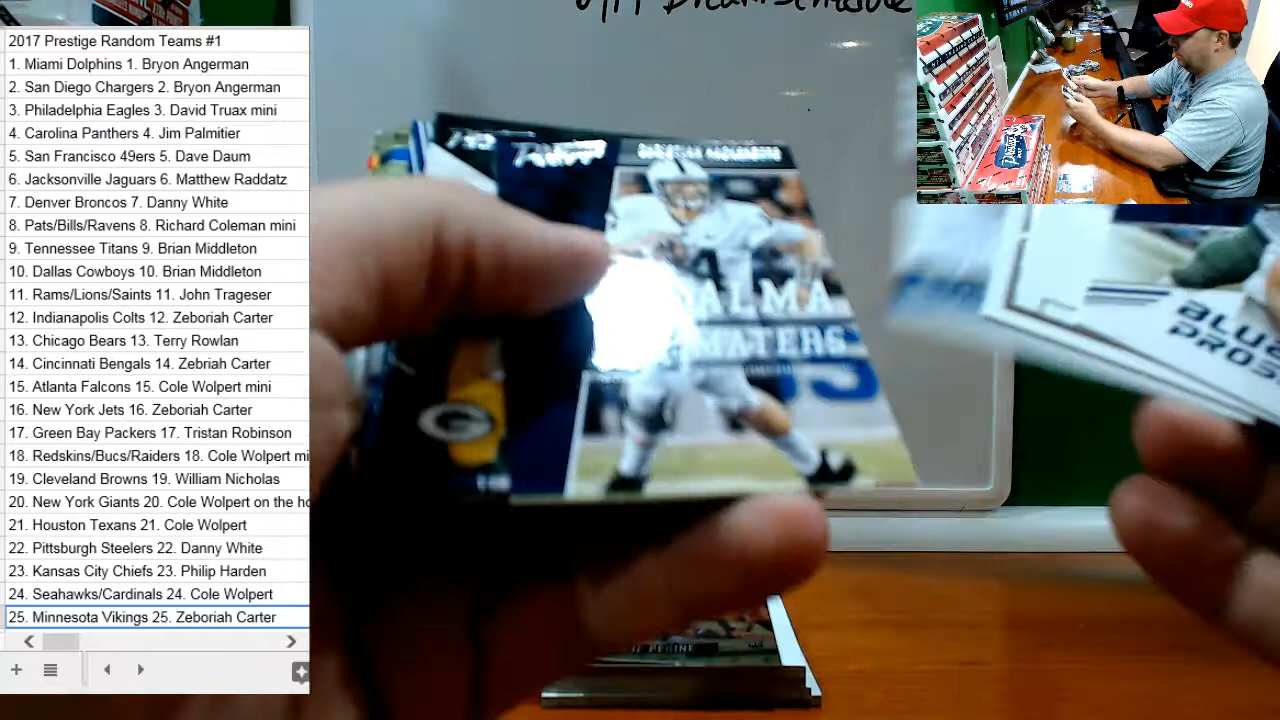 2017 Prestige Random Teams #1
1. Miami Dolphins 1. Bryon Angerman
2. San Diego Chargers 2. Bryon Angerman
3. Philadelphia Eagles 3. David Truax mini
4. Carolina Panthers 4. Jim Palmitier
5. San Francisco 49ers 5. Dave Daum
6. Jacksonville Jaguars 6. Matthew Raddatz
7. Denver Broncos 7. Danny White
8. Pats/Bills/Ravens 8. Richard Coleman mini
9. Tennessee Titans 9. Brian Middleton
10. Dallas Cowboys 10. Brian Middleton
11. Rams/Lions/Saints 11. John Trageser
12. Indianapolis Colts 12. Zeboriah Carter
13. Chicago Bears 13. Terry Rowlan
14. Cincinnati Bengals 14. Zebriah Carter
15. Atlanta Falcons 15. Cole Wolpert mini
16. New York Jets 16. Zeboriah Carter
17. Green Bay Packers 17. Tristan Robinson
18. Redskins/Bucs/Raiders 18. Cole Wolpert mi
19. Cleveland Browns 19. William Nicholas
20. New York Giants 20. Cole Wolpert on the ho
21. Houston Texans 21. Cole Wolpert
22. Pittsburgh Steelers 22. Danny White
23. Kansas City Chiefs 23. Philip Harden
24. Seahawks/Cardinals 24. Cole Wolpert
25. Minnesota Vikings 25. Zeboriah Carter
ALMA
MATERS
G